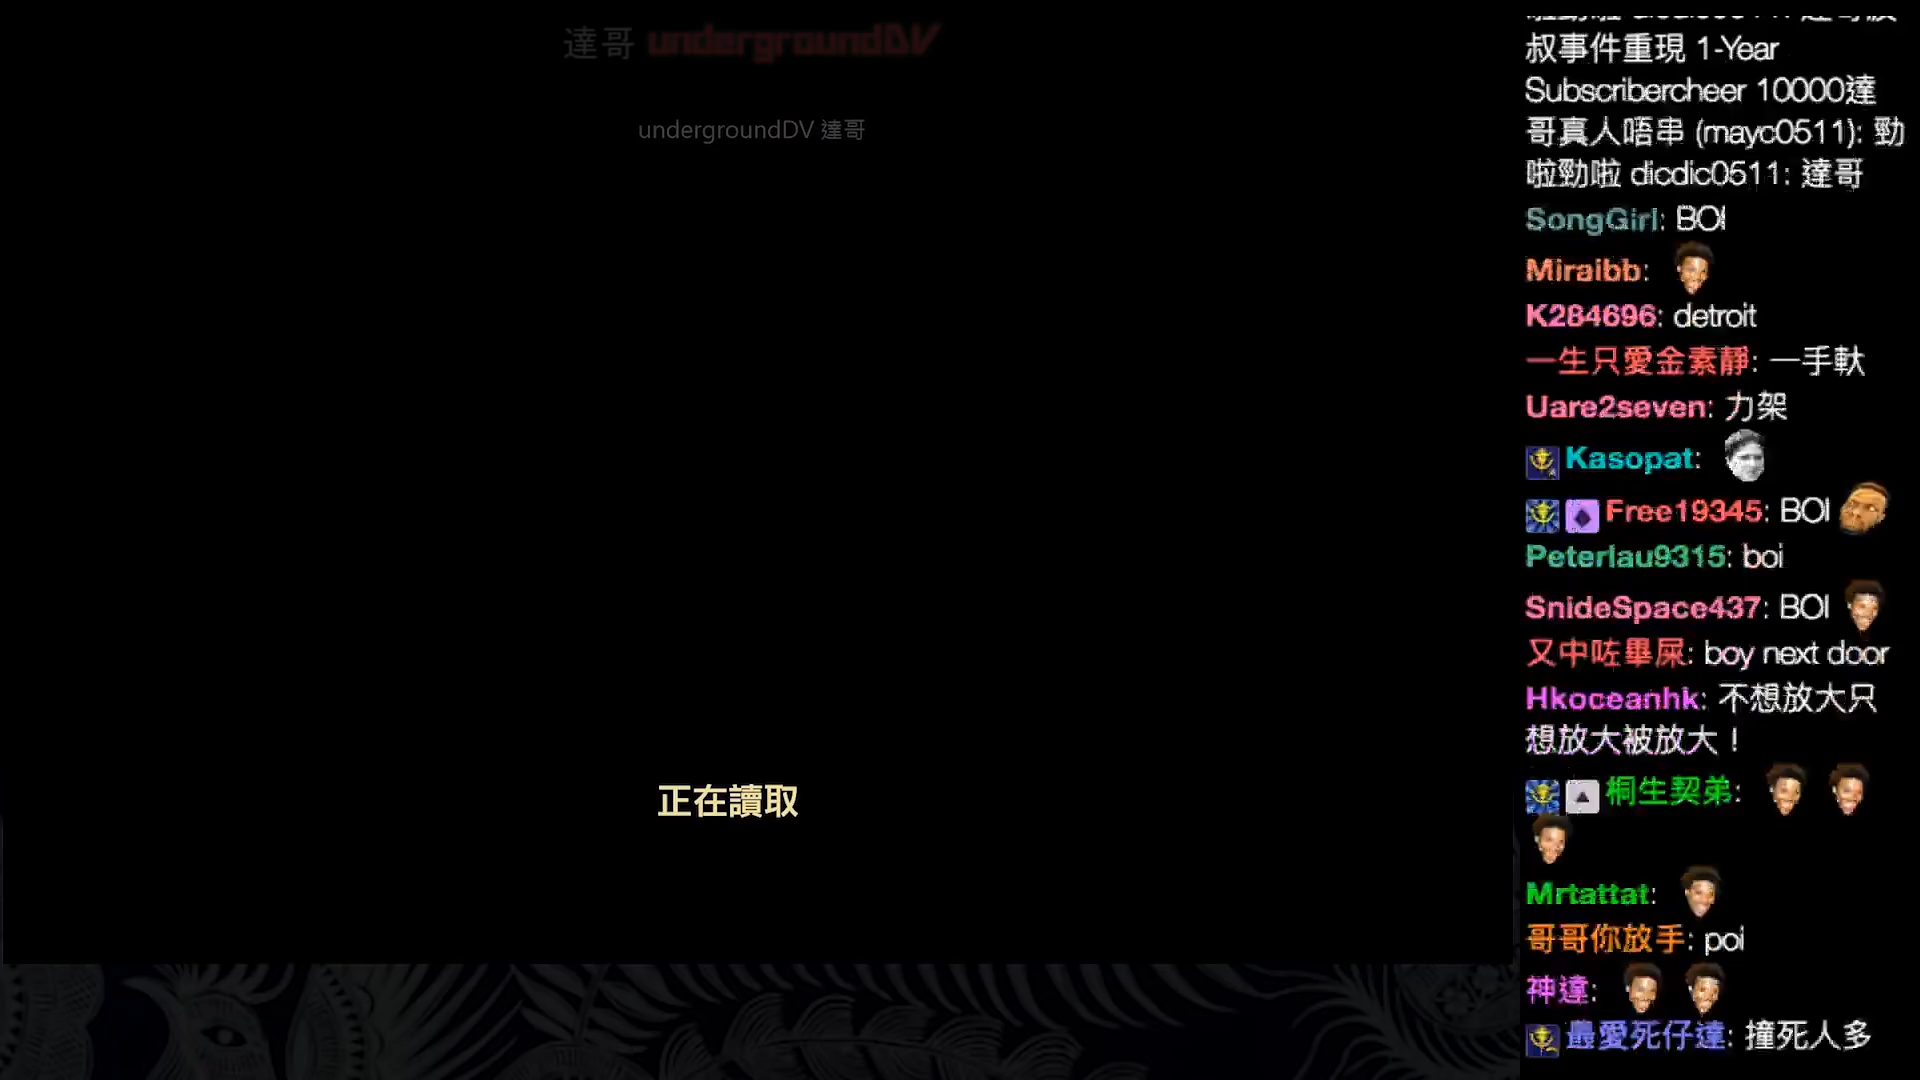 達哥 undergroundDV
undergroundDV 達哥
正在讀取
叔事件重現 1-Year
Subscribercheer 10000達
哥真人唔串 (mayc0511): 勁
啦勁啦 dicdic0511: 達哥
SongGirl: BOI
Miraibb:
K284696: detroit
一生只愛金素靜: 一手軚
Uare2seven: 力架
Kasopat:
Free19345: BOI
Peterlau9315: boi
SnideSpace437: BOI
又中咗畢屎: boy next door
Hkoceanhk: 不想放大只
想放大被放大！
桐生契弟:
Mrtattat:
哥哥你放手: poi
神達:
最愛死仔達: 撞死人多